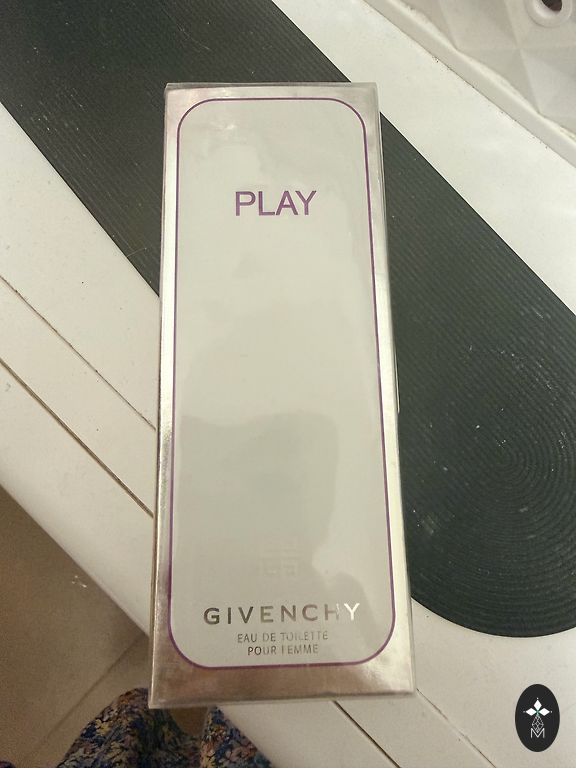 PLAY
GIVENCHY
EAU DE TOILETTE
POUR FEMME
M